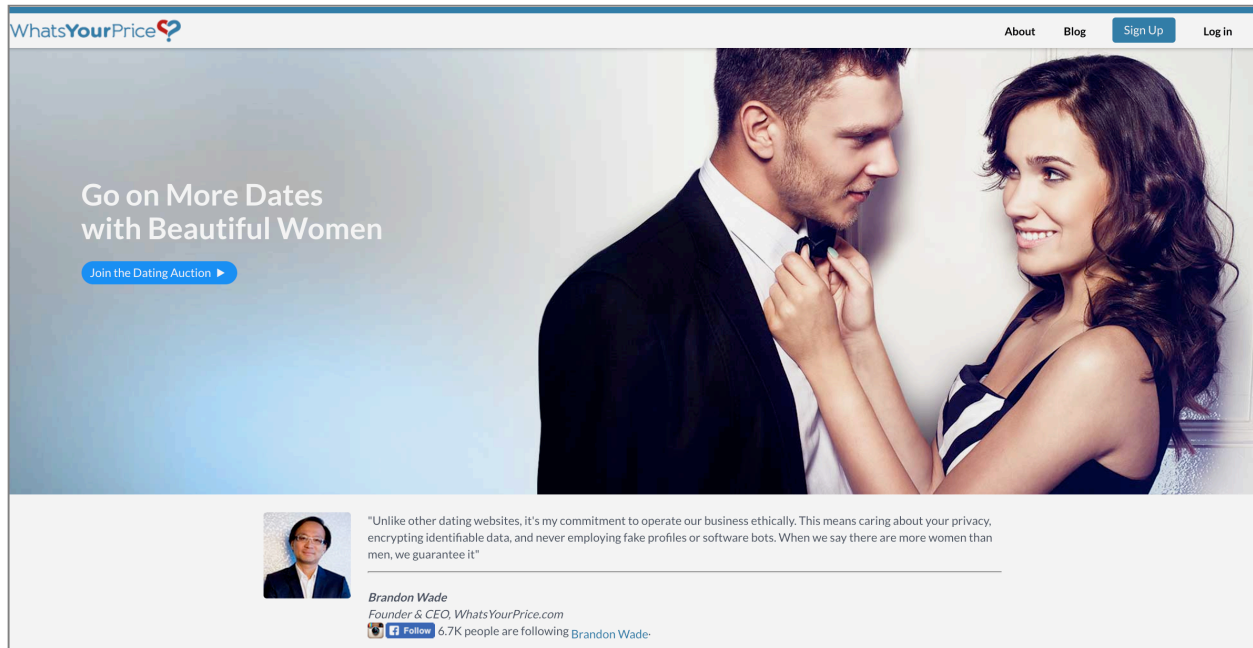 WhatsYourPrice
About
Blog
Sign Up
Log in
Go on More Dates
with Beautiful Women
Join the Dating Auction ►
"Unlike other dating websites, it's my commitment to operate our business ethically. This means caring about your privacy,
encrypting identifiable data, and never employing fake profiles or software bots. When we say there are more women than
men, we guarantee it"
Brandon Wade
Founder & CEO, WhatsYourPrice.com
Follow 6.7K people are following Brandon Wade.